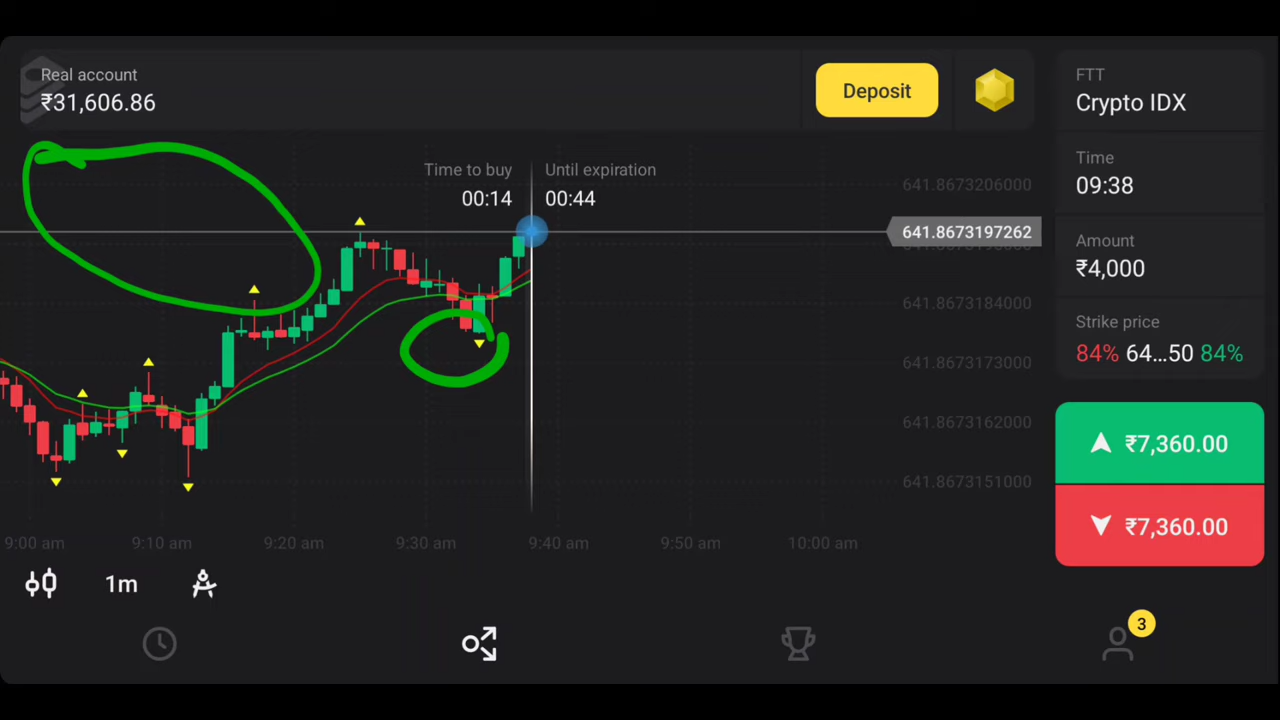 Real account
₹31,606.86
Deposit
FTT
Crypto IDX
Time to buy
00:14
Until expiration
00:44
Time
09:38
641.8673206000
641.8673197262
641.8673184000
641.8673173000
641.8673162000
641.8673151000
Amount
₹4,000
Strike price
84% 64...50 84%
₹7,360.00
₹7,360.00
9:00 am 9:10 am 9:20 am 9:30 am 9:40 am 9:50 am 10:00 am
1m
3